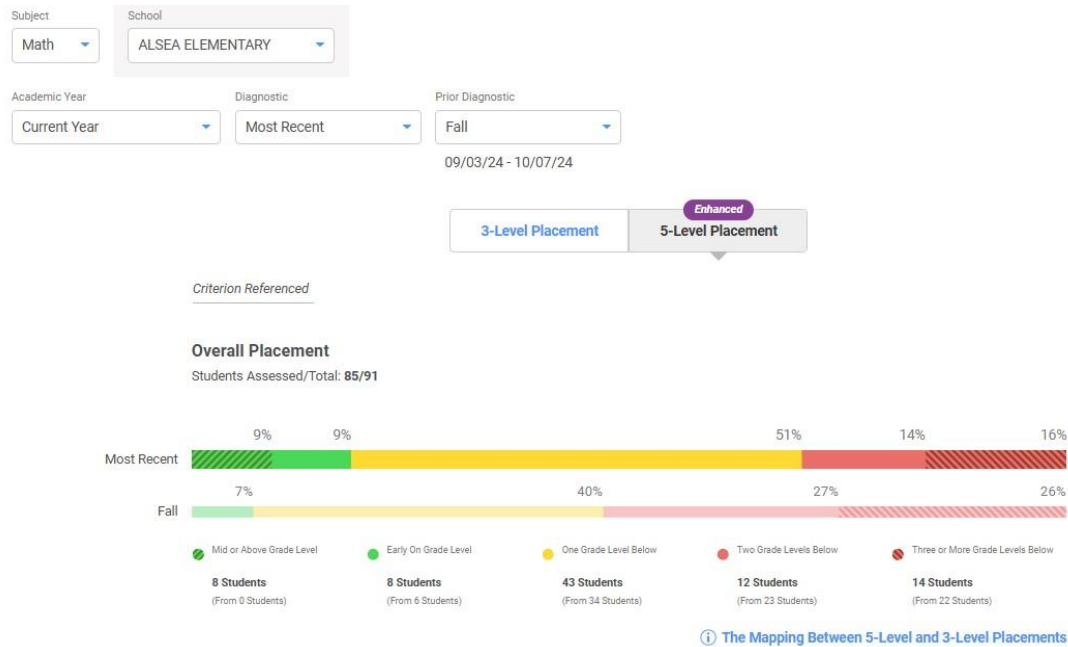 Subject School
Math ALSEA ELEMENTARY
Academic Year Diagnostic Prior Diagnostic
Current Year Most Recent Fall
09/03/24 - 10/07/24
Enhanced
3-Level Placement 5-Level Placement
Criterion Referenced
Overall Placement
Students Assessed/Total: 85/91
9% 9% 51% 14% 16%
Most Recent
7% 40% 27% 26%
Fall
Mid or Above Grade Level Early On Grade Level One Grade Level Below Two Grade Levels Below Three or More Grade Levels Below
8 Students 8 Students 43 Students 12 Students 14 Students
(From 0 Students) (From 6 Students) (From 34 Students) (From 23 Students) (From 22 Students)
The Mapping Between 5-Level and 3-Level Placements